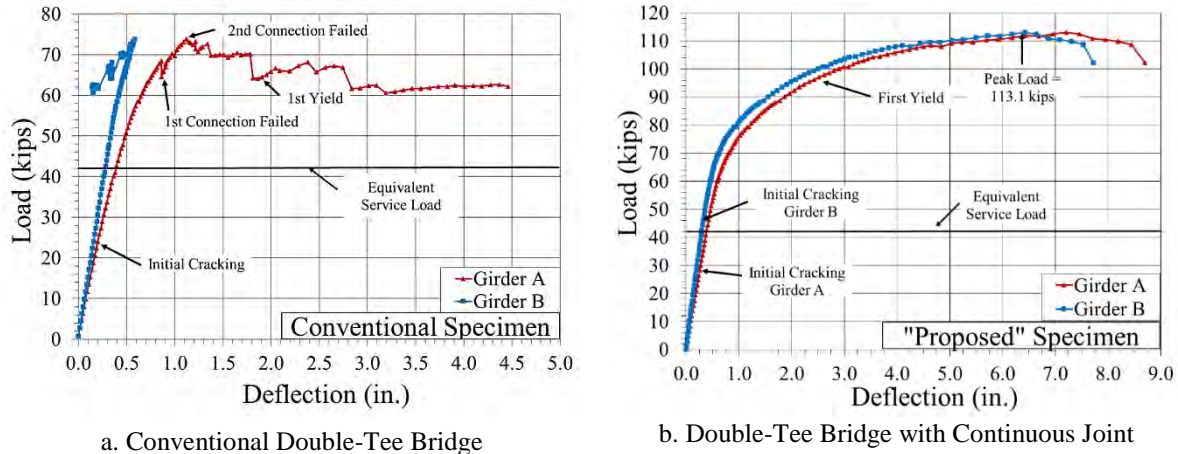 80
70
60
50
40
30
20
10
0
Load (kips)
2nd Connection Failed
1st Yield
1st Connection Failed
Equivalent
Service Load
Initial Cracking
Girder A
Girder B
Conventional Specimen
0.0 0.5 1.0 1.5 2.0 2.5 3.0 3.5 4.0 4.5 5.0
Deflection (in.)
a. Conventional Double-Tee Bridge
120
110
100
90
80
70
60
50
40
30
20
10
0
Load (kips)
First Yield
Peak Load =
113.1 kips
Initial Cracking
Girder B
Equivalent
Service Load
Initial Cracking
Girder A
Girder A
Girder B
"Proposed" Specimen
0.0 1.0 2.0 3.0 4.0 5.0 6.0 7.0 8.0 9.0
Deflection (in.)
b. Double-Tee Bridge with Continuous Joint